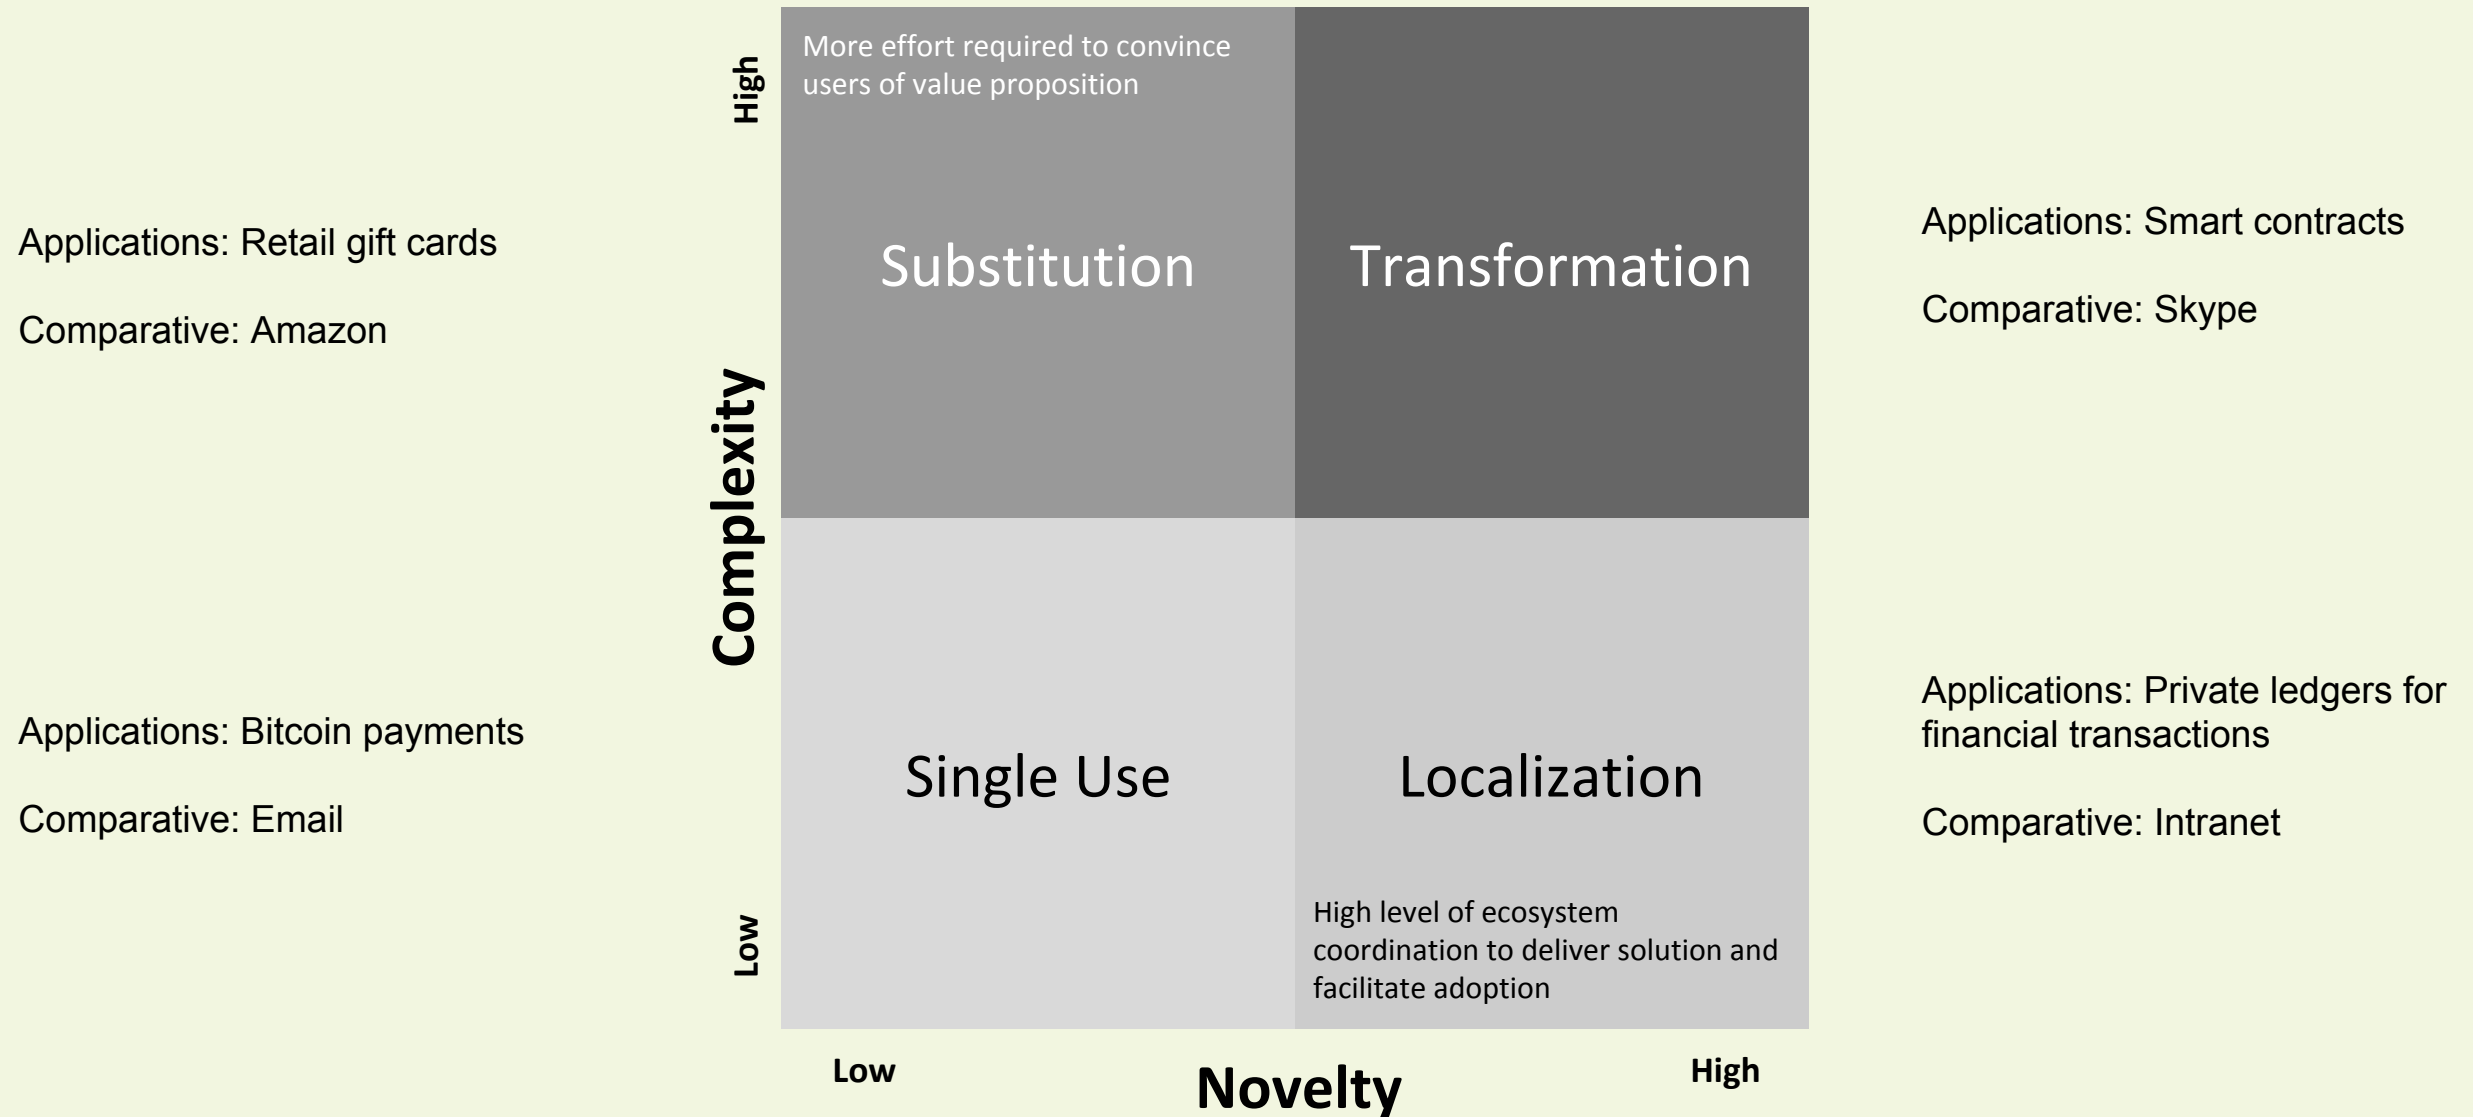 High
More effort required to convince
users of value proposition
Substitution
Transformation
Applications: Retail gift cards
Comparative: Amazon
Applications: Smart contracts
Comparative: Skype
Complexity
Applications: Bitcoin payments
Comparative: Email
Single Use
Localization
Applications: Private ledgers for
financial transactions
Comparative: Intranet
Low
High level of ecosystem
coordination to deliver solution and
facilitate adoption
Low
Novelty
High